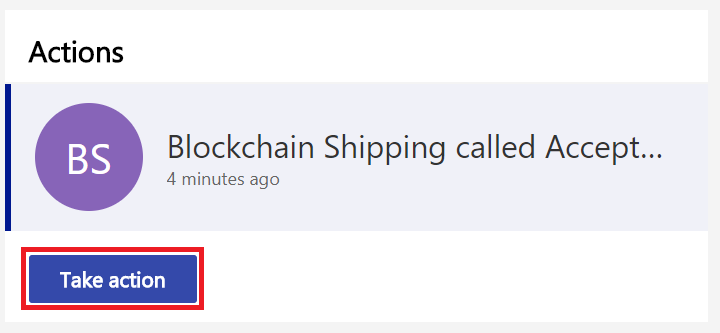 Actions
BS
Blockchain Shipping called Accept...
4 minutes ago
Take action